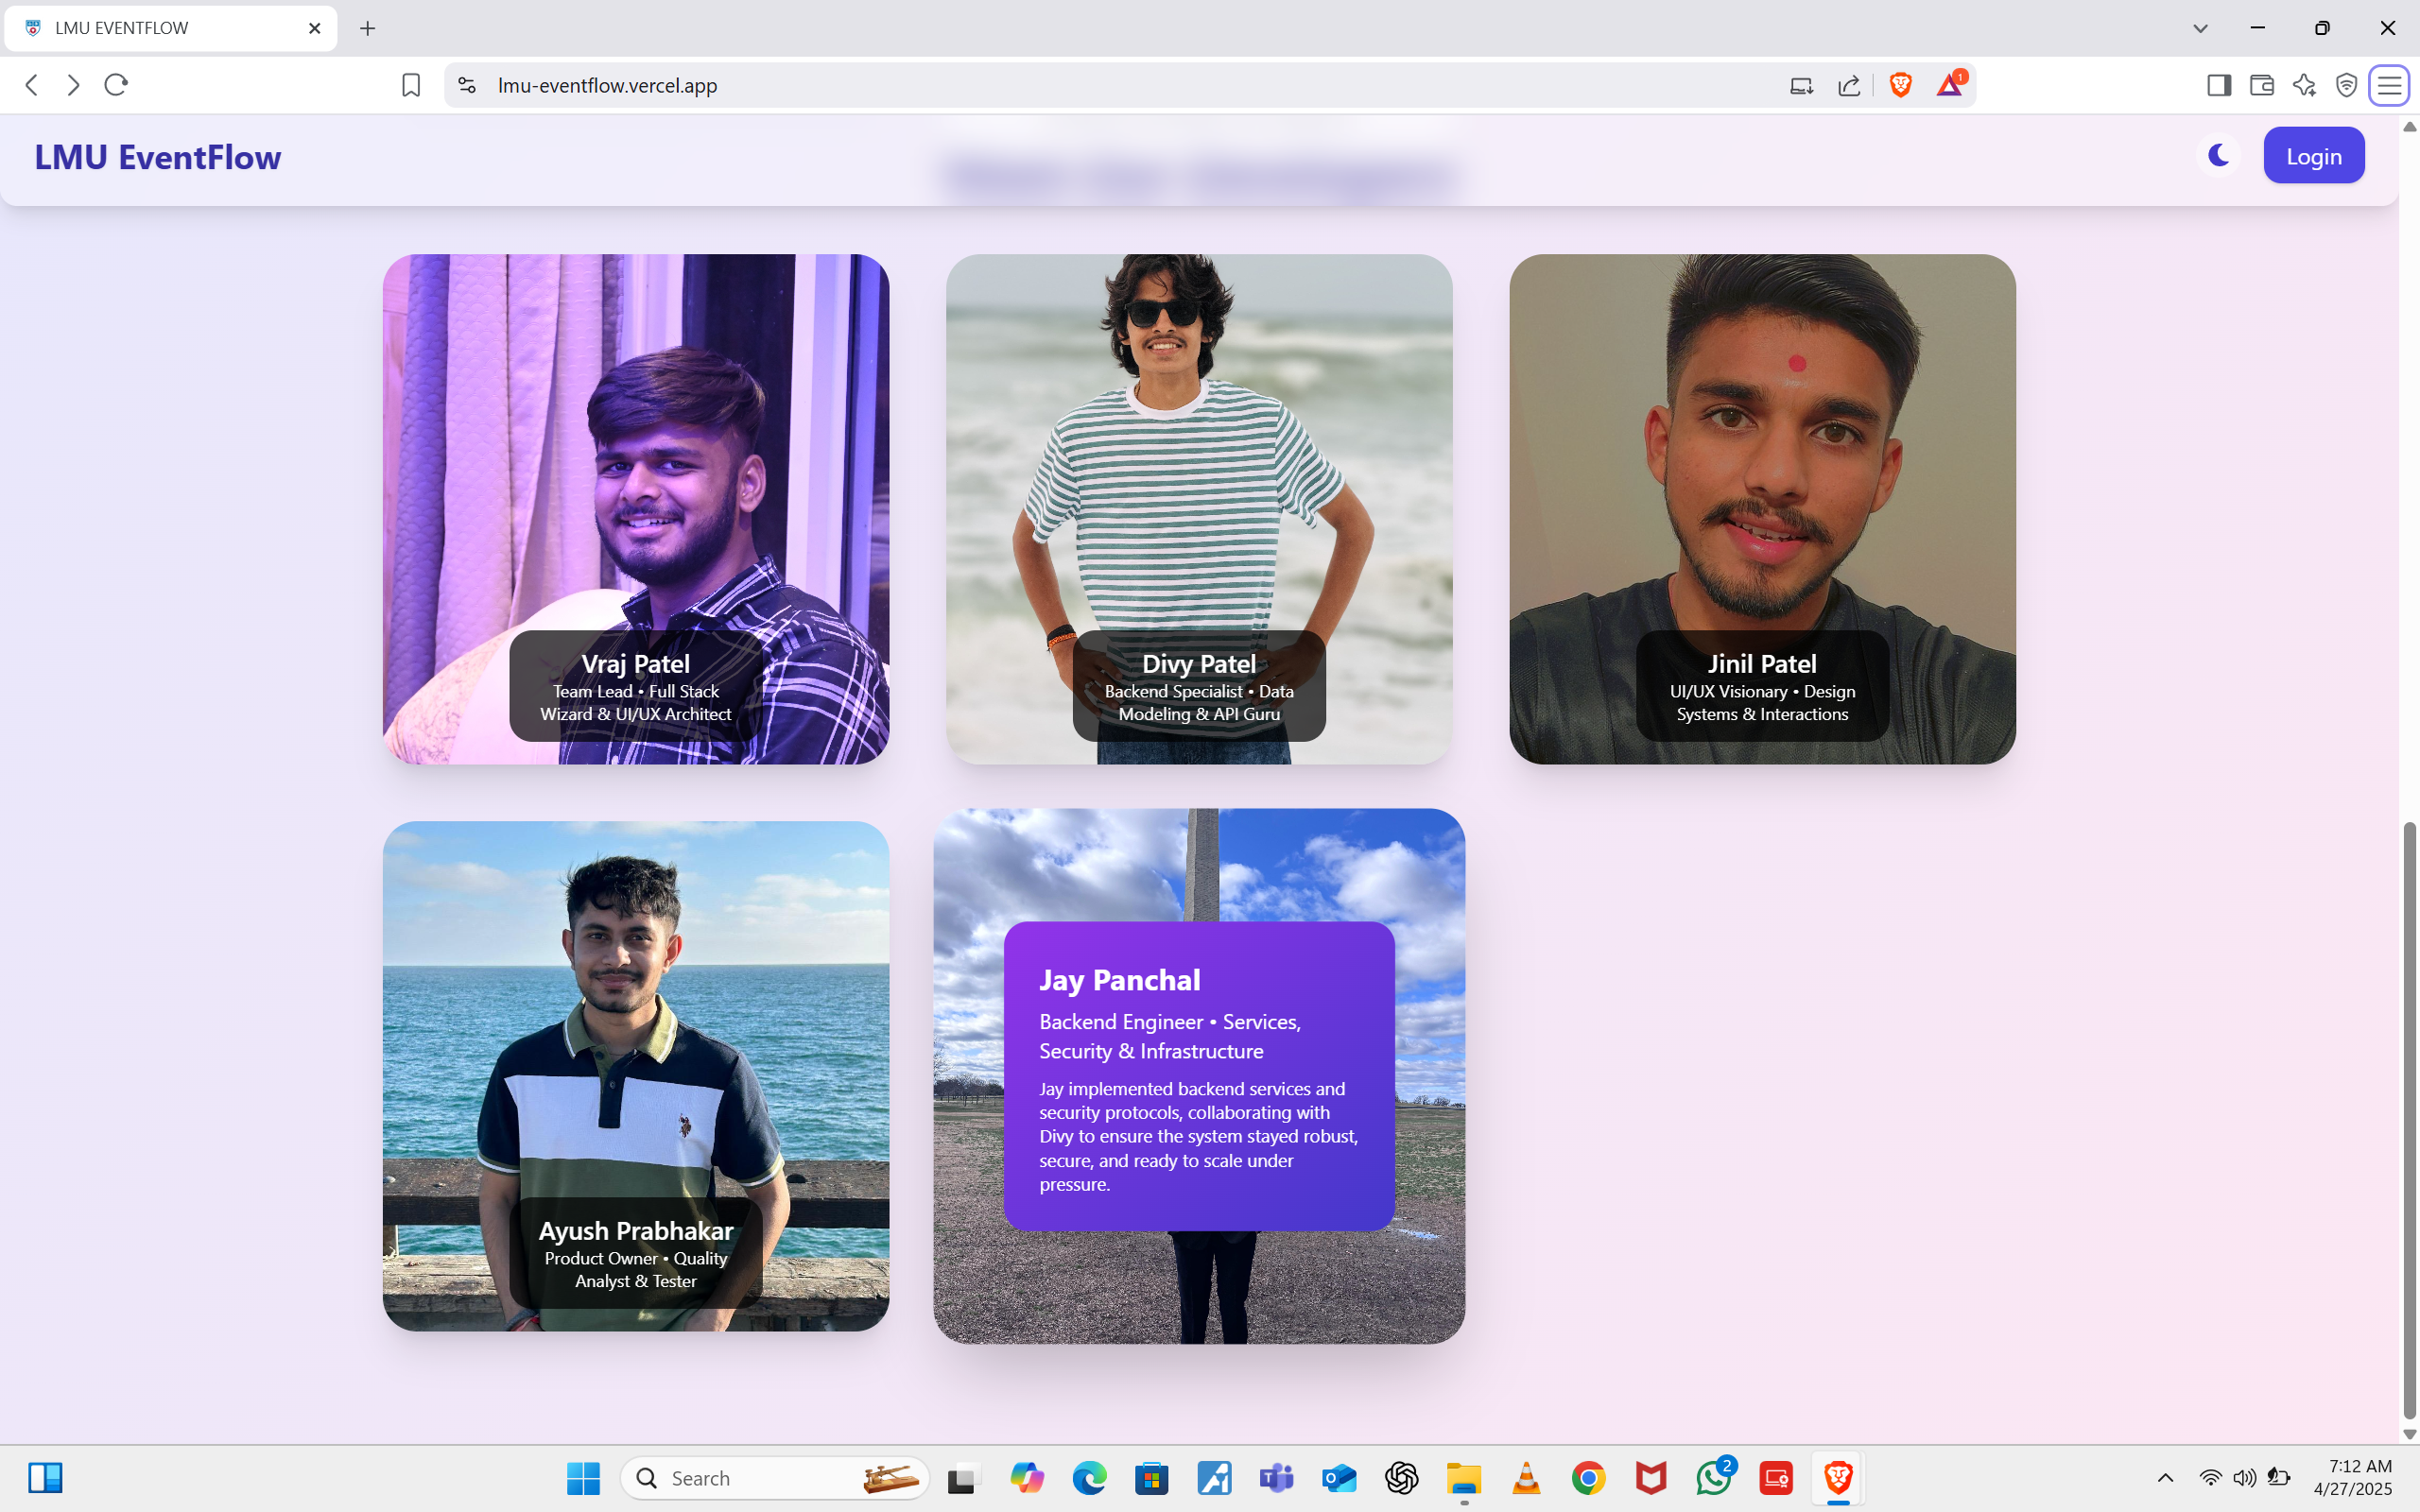 LMU EVENTFLOW
lmu-eventflow.vercel.app
1
LMU EventFlow
Login
Vraj Patel
Team Lead • Full Stack
Wizard & UI/UX Architect
Divy Patel
Backend Specialist • Data
Modeling & API Guru
Jinil Patel
UI/UX Visionary • Design
Systems & Interactions
Ayush Prabhakar
Product Owner • Quality
Analyst & Tester
Jay Panchal
Backend Engineer • Services,
Security & Infrastructure
Jay implemented backend services and
security protocols, collaborating with
Divy to ensure the system stayed robust,
secure, and ready to scale under
pressure.
Search
2
7:12 AM
4/27/2025